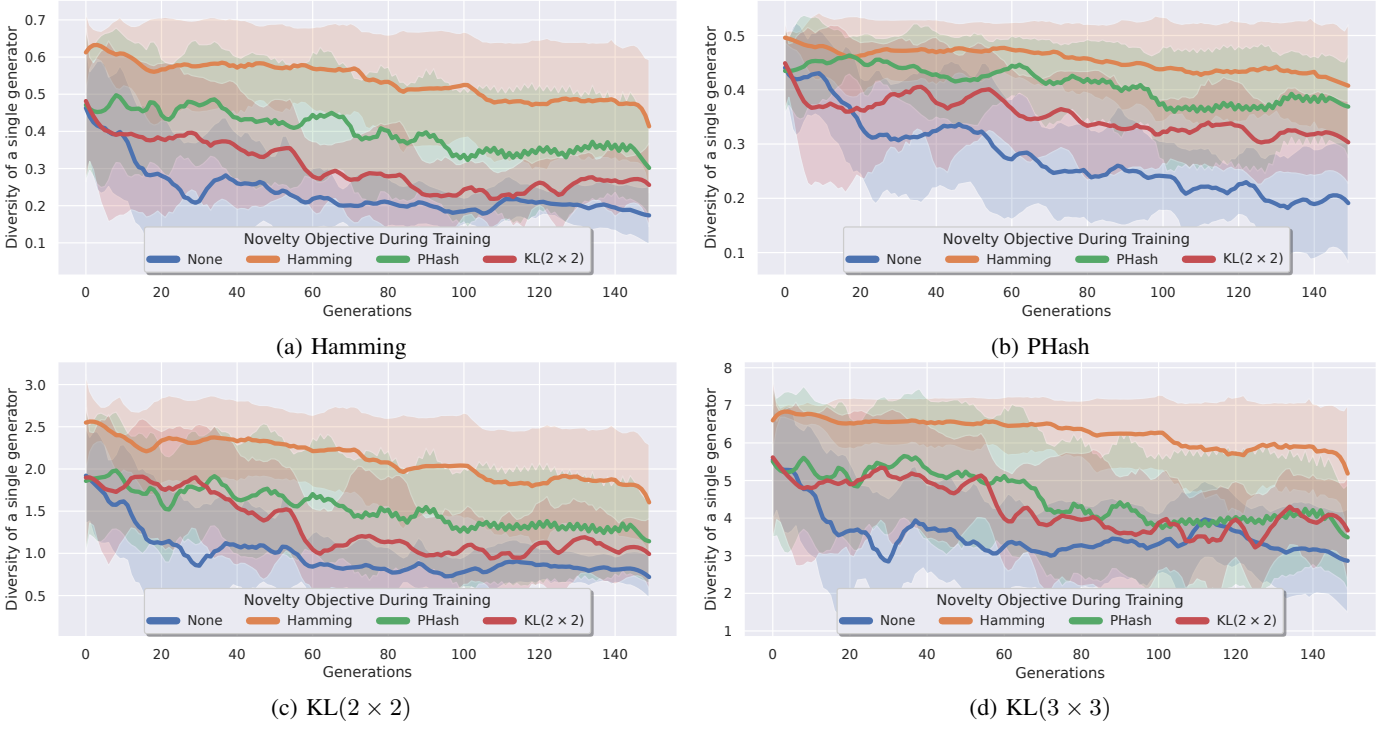 Diversity of a single generator
0.7
0.6
0.5
0.4
0.3
0.2
0.1
Novelty Objective During Training
None Hamming PHash KL(2 × 2)
0 20 40 60 80 100 120 140
Generations
(a) Hamming
Diversity of a single generator
0.5
0.4
0.3
0.2
0.1
Novelty Objective During Training
None Hamming PHash KL(2 × 2)
0 20 40 60 80 100 120 140
Generations
(b) PHash
Diversity of a single generator
3.0
2.5
2.0
1.5
1.0
0.5
Novelty Objective During Training
None Hamming PHash KL(2 × 2)
0 20 40 60 80 100 120 140
Generations
(c) KL(2 × 2)
Diversity of a single generator
8
7
6
5
4
3
2
1
Novelty Objective During Training
None Hamming PHash KL(2 × 2)
0 20 40 60 80 100 120 140
Generations
(d) KL(3 × 3)